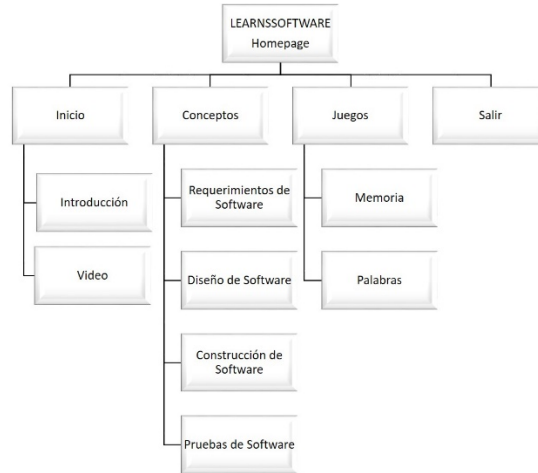 LEARNSSOFTWARE
Homepage
Inicio
Conceptos
Juegos
Salir
Introducción
Video
Requerimientos de
Software
Diseño de Software
Construcción de
Software
Pruebas de Software
Memoria
Palabras